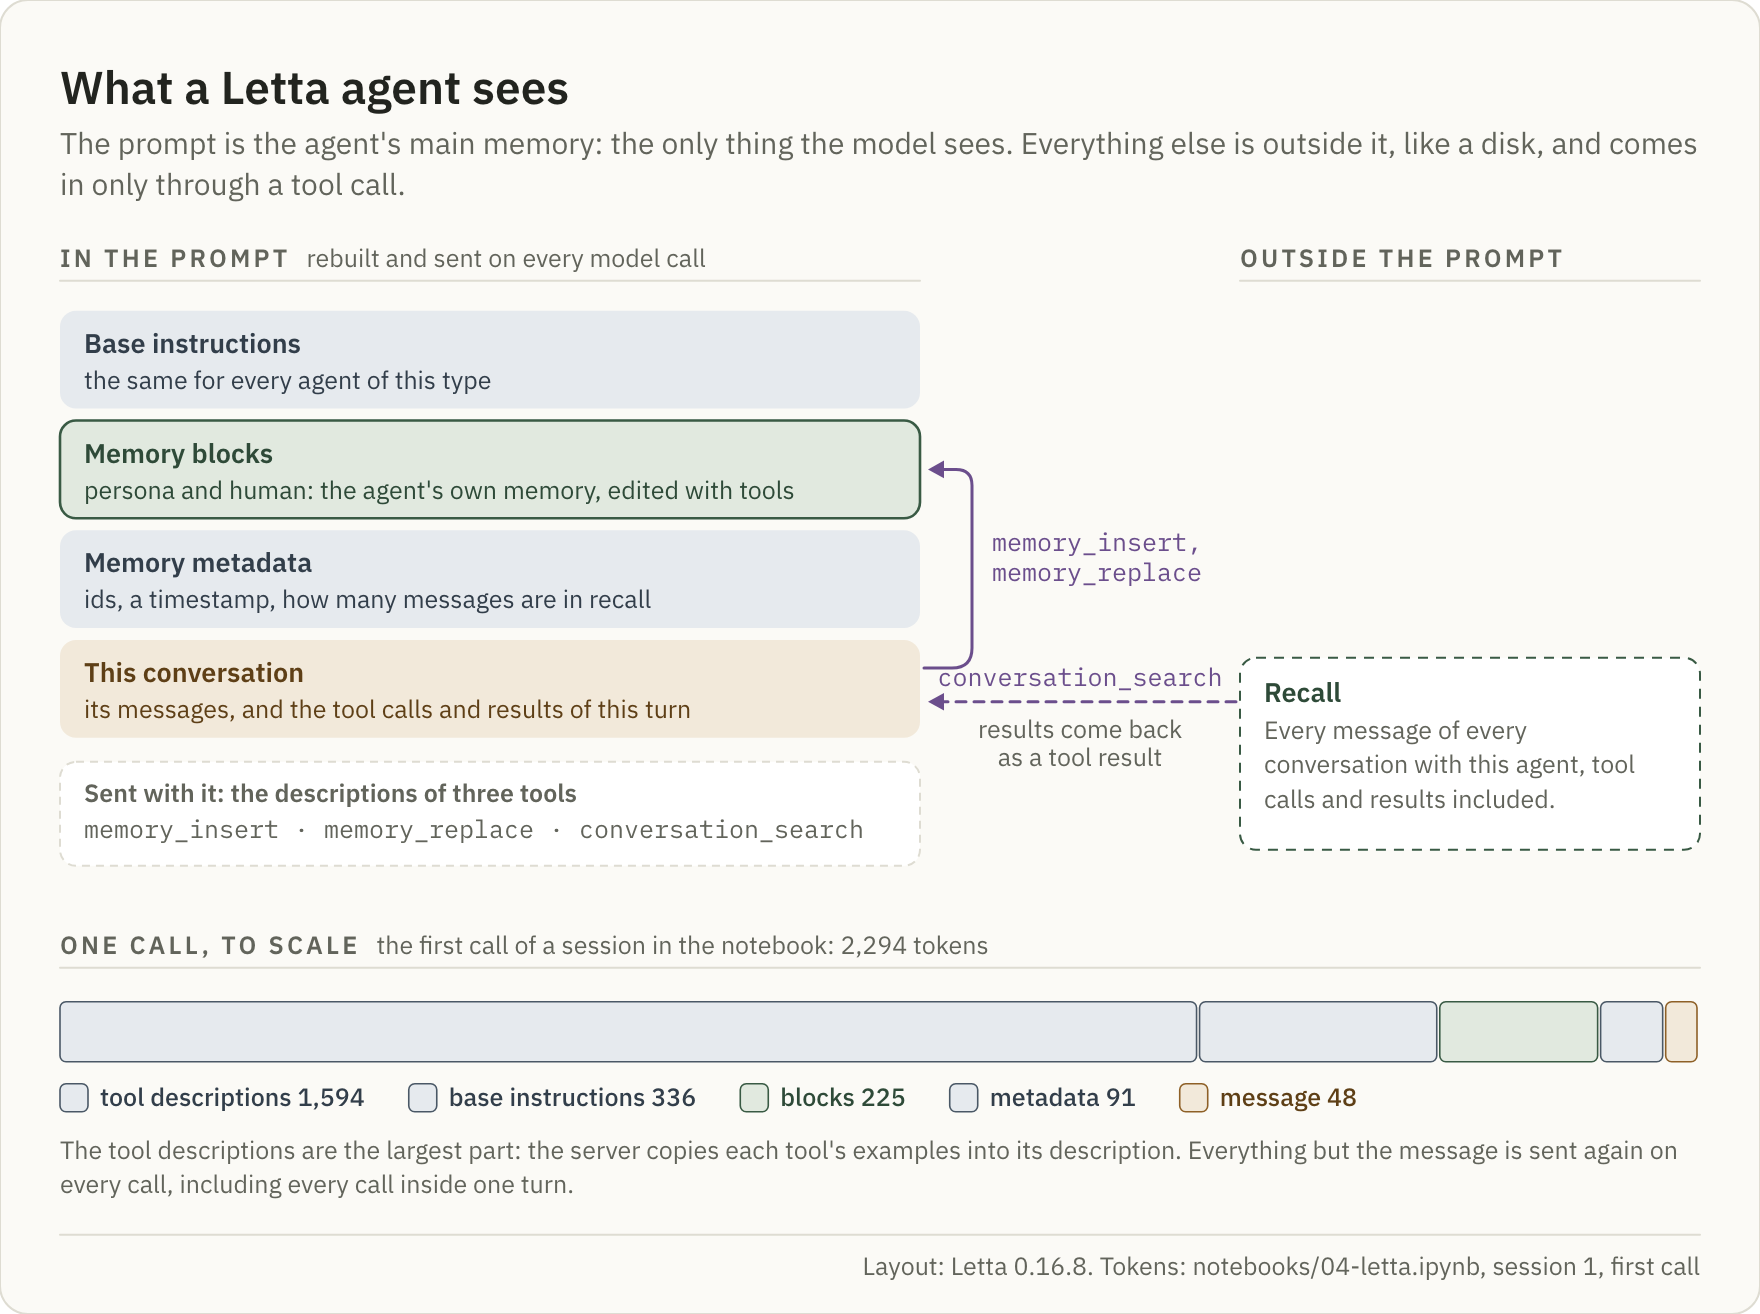 What a Letta agent sees
The prompt is the agent's main memory: the only thing the model sees. Everything else is outside it, like a disk, and comes
in only through a tool call.
IN THE PROMPT rebuilt and sent on every model call
OUTSIDE THE PROMPT
Base instructions
the same for every agent of this type
Memory blocks
persona and human: the agent's own memory, edited with tools
Memory metadata
ids, a timestamp, how many messages are in recall
This conversation
its messages, and the tool calls and results of this turn
Sent with it: the descriptions of three tools
memory_insert · memory_replace · conversation_search
memory_insert,
memory_replace
conversation_search
results come back
as a tool result
Recall
Every message of every
conversation with this agent, tool
calls and results included.
ONE CALL, TO SCALE the first call of a session in the notebook: 2,294 tokens
tool descriptions 1,594
base instructions 336
blocks 225
metadata 91
message 48
The tool descriptions are the largest part: the server copies each tool's examples into its description. Everything but the message is sent again on
every call, including every call inside one turn.
Layout: Letta 0.16.8. Tokens: notebooks/04-letta.ipynb, session 1, first call